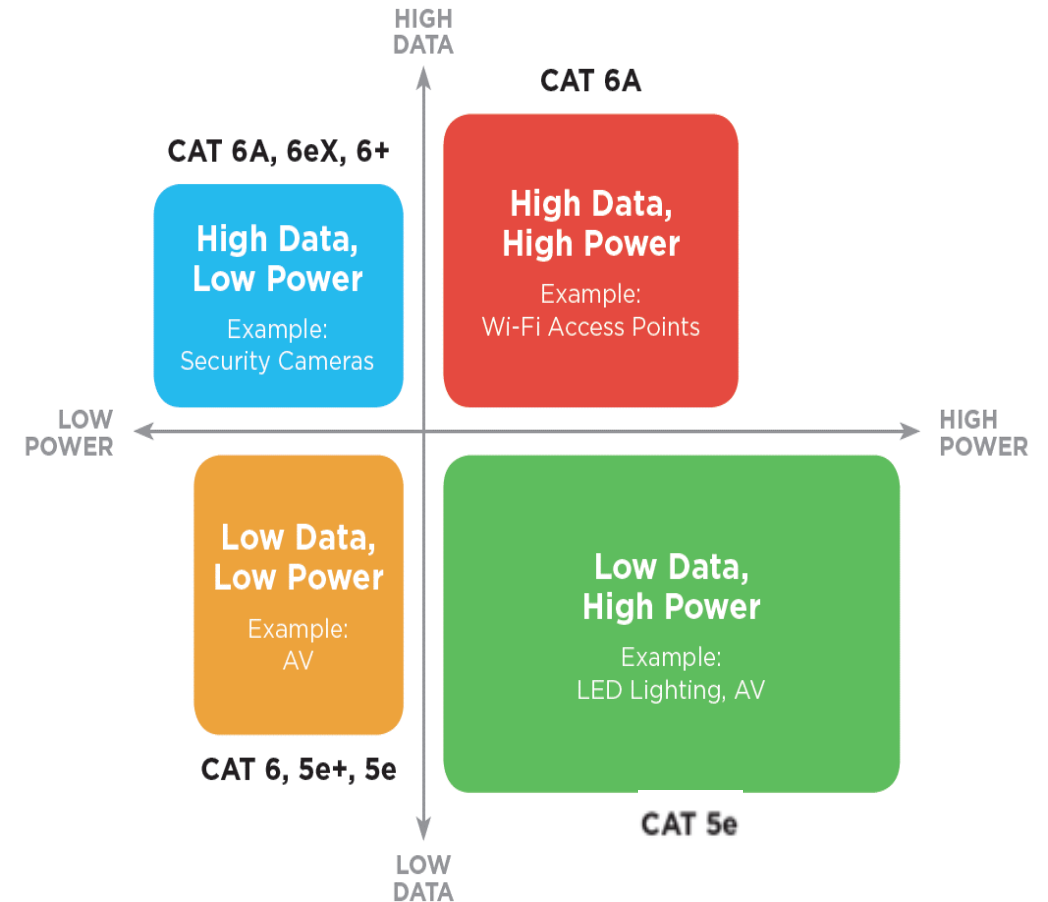 HIGH
DATA
CAT 6A
CAT 6A, 6eX, 6+
High Data,
Low Power
Example:
Security Cameras
High Data,
High Power
Example:
Wi-Fi Access Points
LOW
POWER
HIGH
POWER
Low Data,
Low Power
Example:
AV
CAT 6, 5e+, 5e
Low Data,
High Power
Example:
LED Lighting, AV
CAT 5e
LOW
DATA